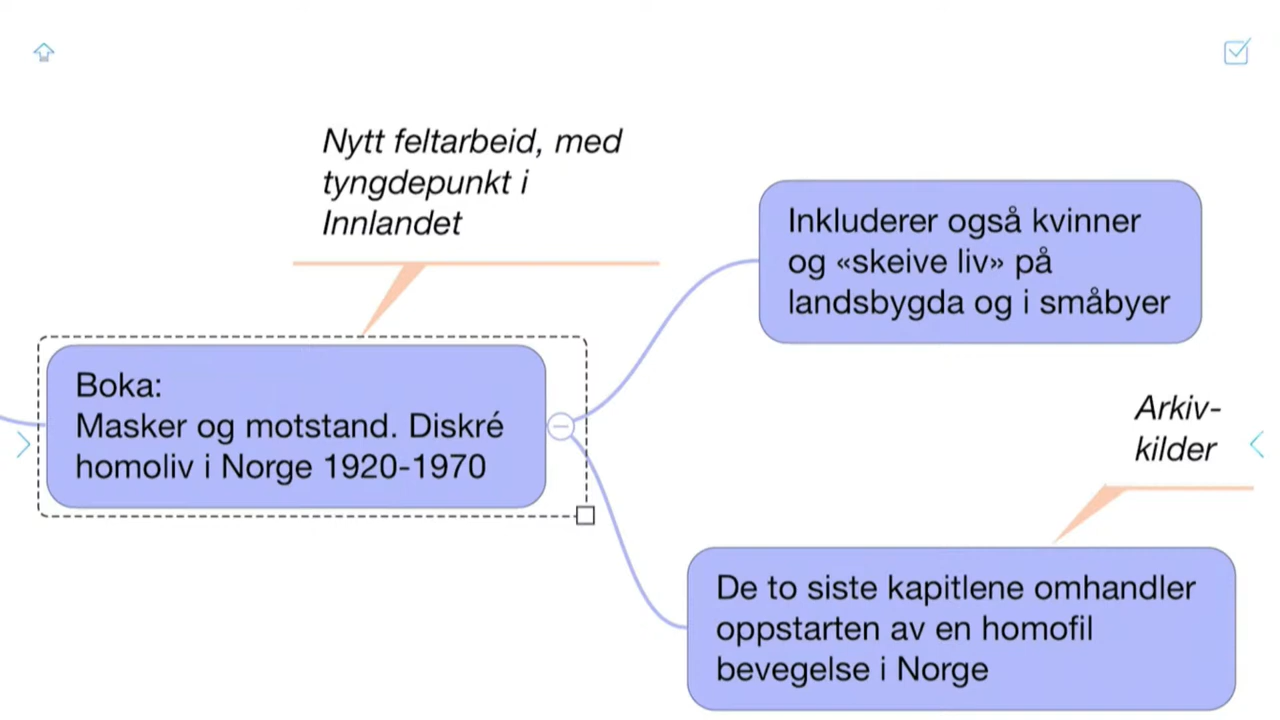 Nytt feltarbeid, med
tyngdepunkt i
Innlandet
Boka:
Masker og motstand. Diskré
homoliv i Norge 1920-1970
Inkluderer også kvinner
og «skeive liv» på
landsbygda og i småbyer
Arkiv-
kilder
De to siste kapitlene omhandler
oppstarten av en homofil
bevegelse i Norge